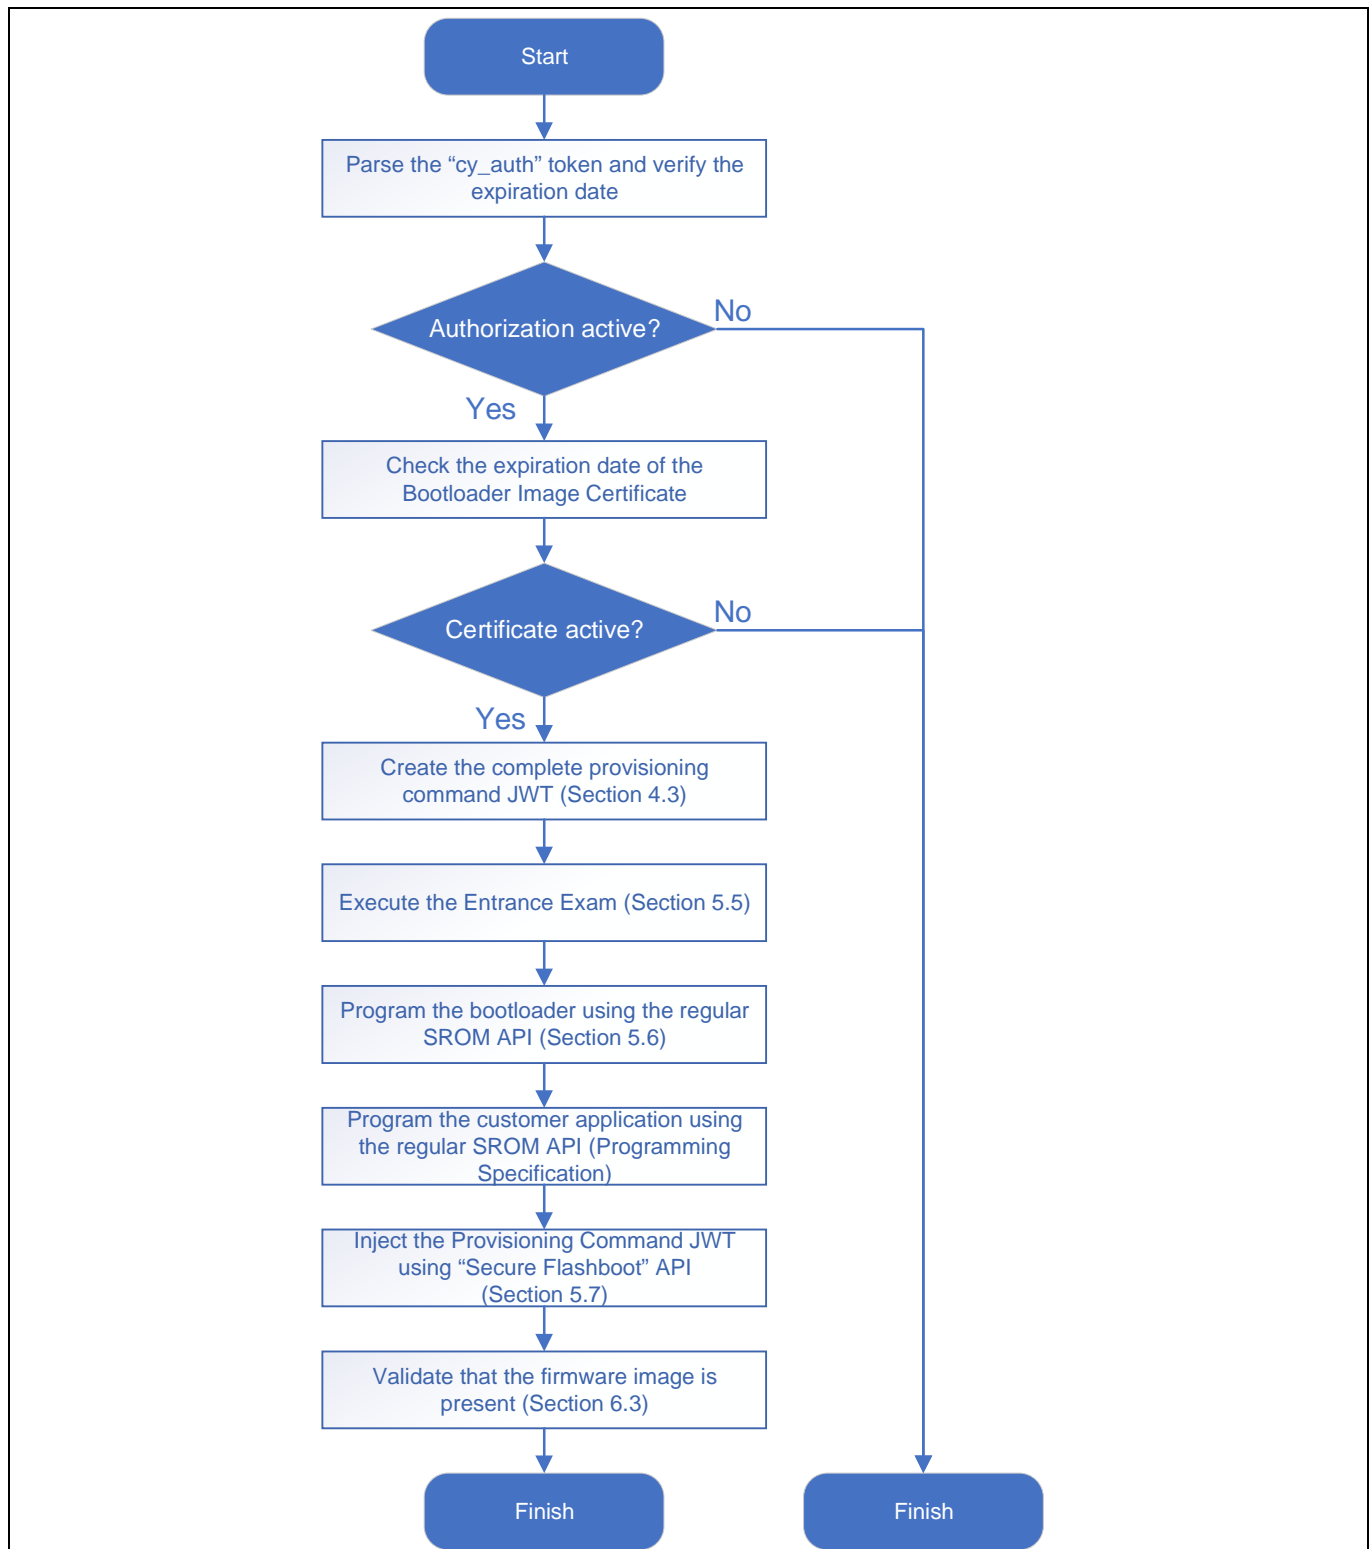 Start
Parse the “cy_auth” token and verify the
expiration date
Authorization active?
No
Yes
Check the expiration date of the
Bootloader Image Certificate
Certificate active?
No
Yes
Create the complete provisioning
command JWT (Section 4.3)
Execute the Entrance Exam (Section 5.5)
Program the bootloader using the regular
SROM API (Section 5.6)
Program the customer application using
the regular SROM API (Programming
Specification)
Inject the Provisioning Command JWT
using “Secure Flashboot” API
(Section 5.7)
Validate that the firmware image is
present (Section 6.3)
Finish
Finish